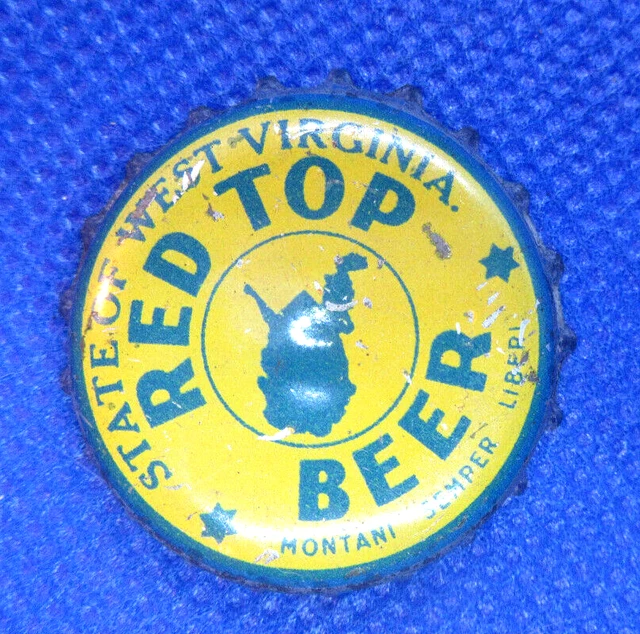 STATE OF WEST VIRGINIA.
RED TOP
BEER
MONTANI SEMPER LIBERI